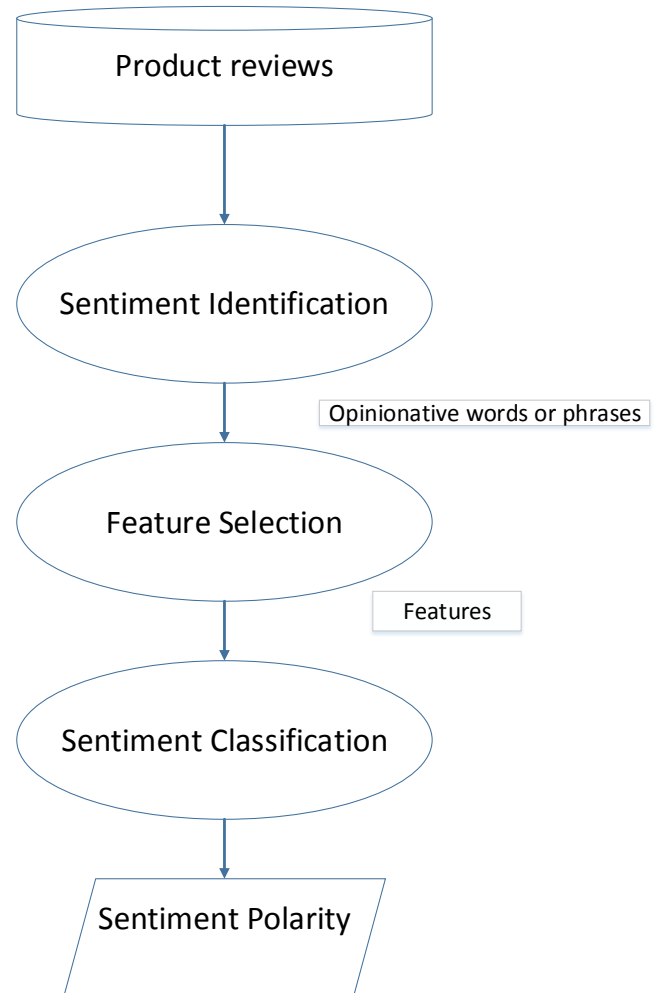 Product reviews
Sentiment Identification
Opinionative words or phrases
Feature Selection
Features
Sentiment Classification
Sentiment Polarity